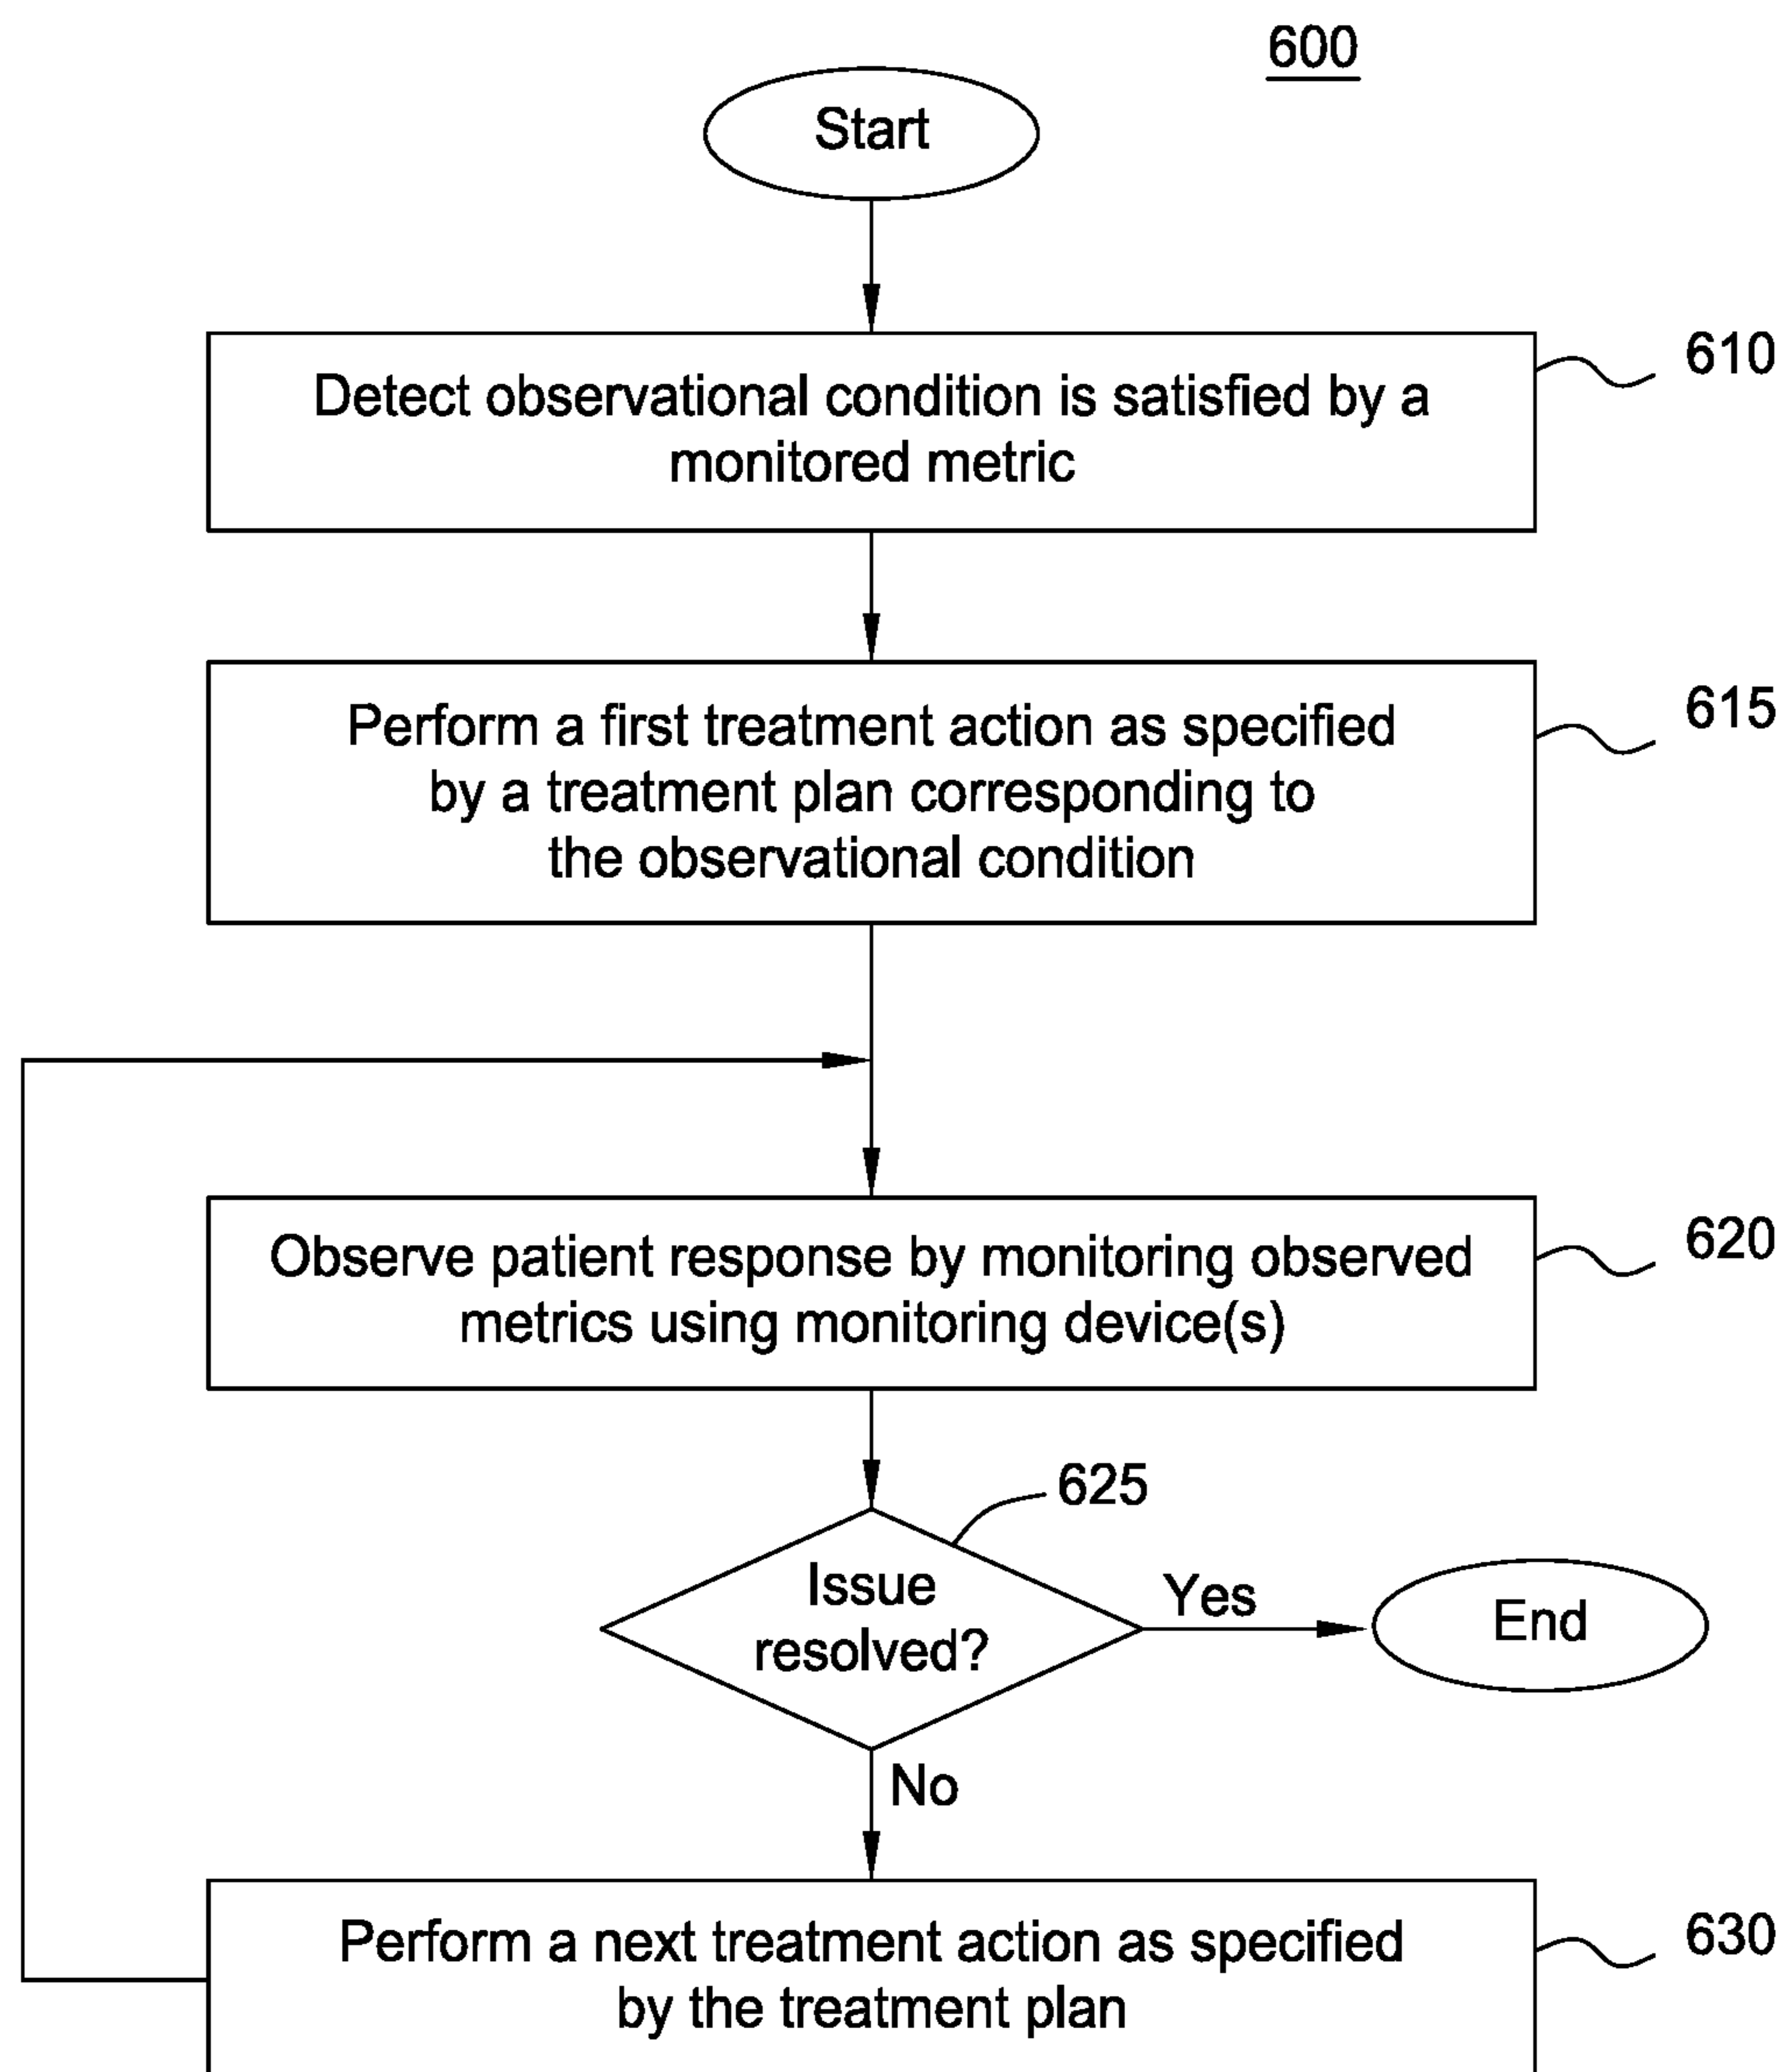 600
Start
Detect observational condition is satisfied by a
monitored metric
610
Perform a first treatment action as specified
by a treatment plan corresponding to
the observational condition
615
Observe patient response by monitoring observed
metrics using monitoring device(s)
620
625
Issue
resolved?
Yes
End
No
Perform a next treatment action as specified
by the treatment plan
630